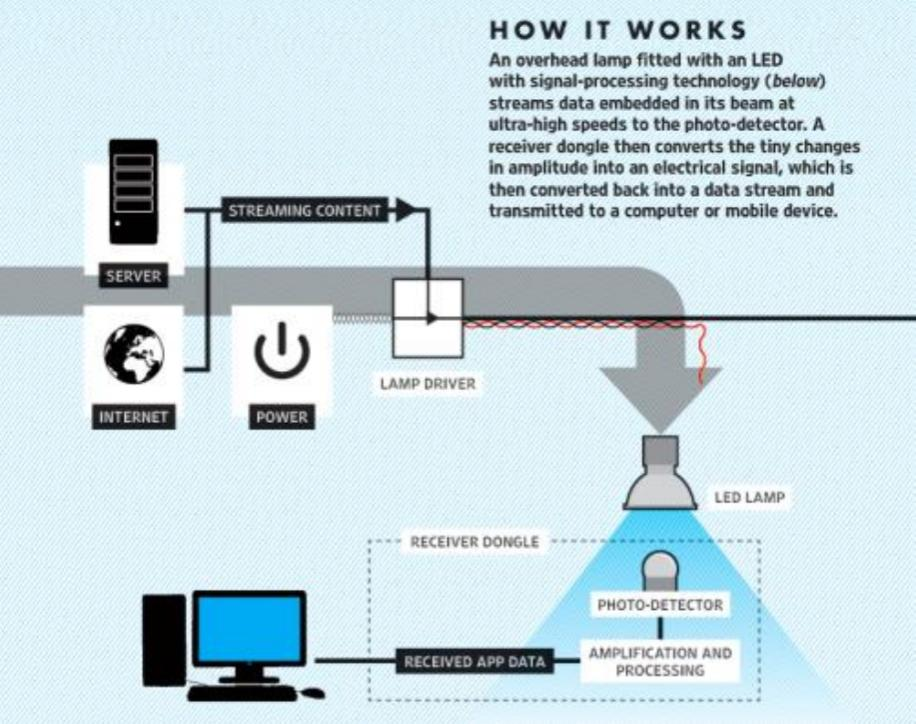 HOW IT WORKS
An overhead lamp fitted with an LED
with signal-processing technology (below)
streams data embedded in its beam at
ultra-high speeds to the photo-detector. A
receiver dongle then converts the tiny changes
in amplitude into an electrical signal, which is
then converted back into a data stream and
transmitted to a computer or mobile device.
STREAMING CONTENT
SERVER
INTERNET
POWER
LAMP DRIVER
LED LAMP
RECEIVER DONGLE
PHOTO-DETECTOR
RECEIVED APP DATA
AMPLIFICATION AND
PROCESSING